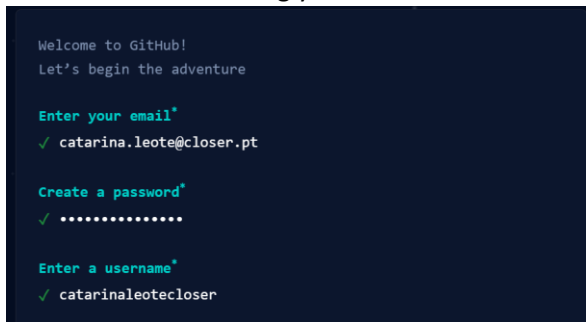 Welcome to GitHub!
Let’s begin the adventure
Enter your email*
✓ catarina.leote@closer.pt
Create a password*
✓ •••••••••••••••
Enter a username*
✓ catarinaleotecloser